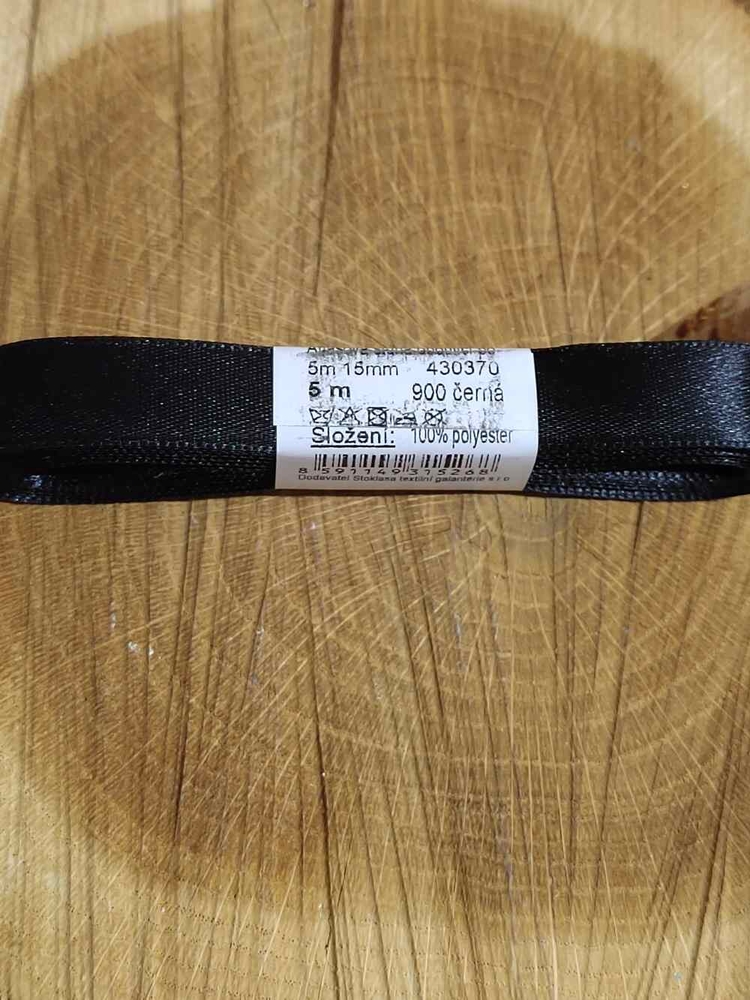 5m 15mm 430370
5 m 900 černá
Složení: 100% polyester
8 591149 315268
Dodavatel Stoklasa textilní galanterie s.r.o